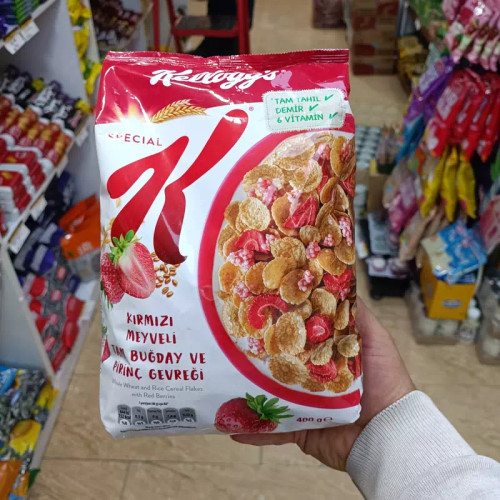 Kellogg's
TAM TAHIL ✓
DEMİR ✓
6 VİTAMİN ✓
SPECIAL
K
KIRMIZI
MEYVELİ
TAM BUĞDAY VE
PİRİNÇ GEVREĞİ
Whole Wheat and Rice Cereal Flakes
with Red Berries
400 g e